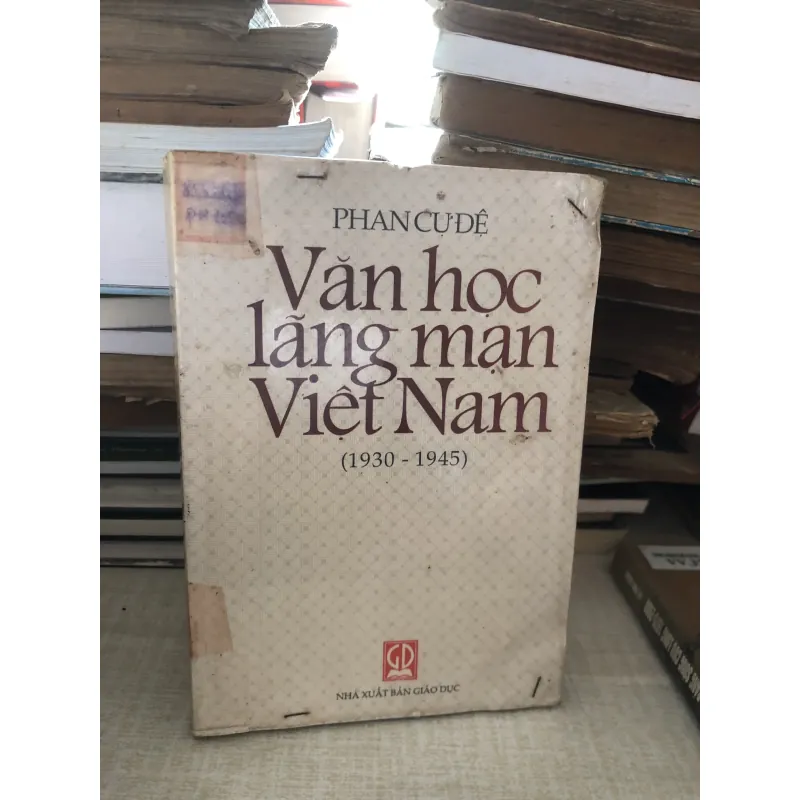 PHAN CỰ ĐỆ
Văn học
lãng mạn
Việt Nam
(1930 - 1945)
GD
NHÀ XUẤT BẢN GIÁO DỤC